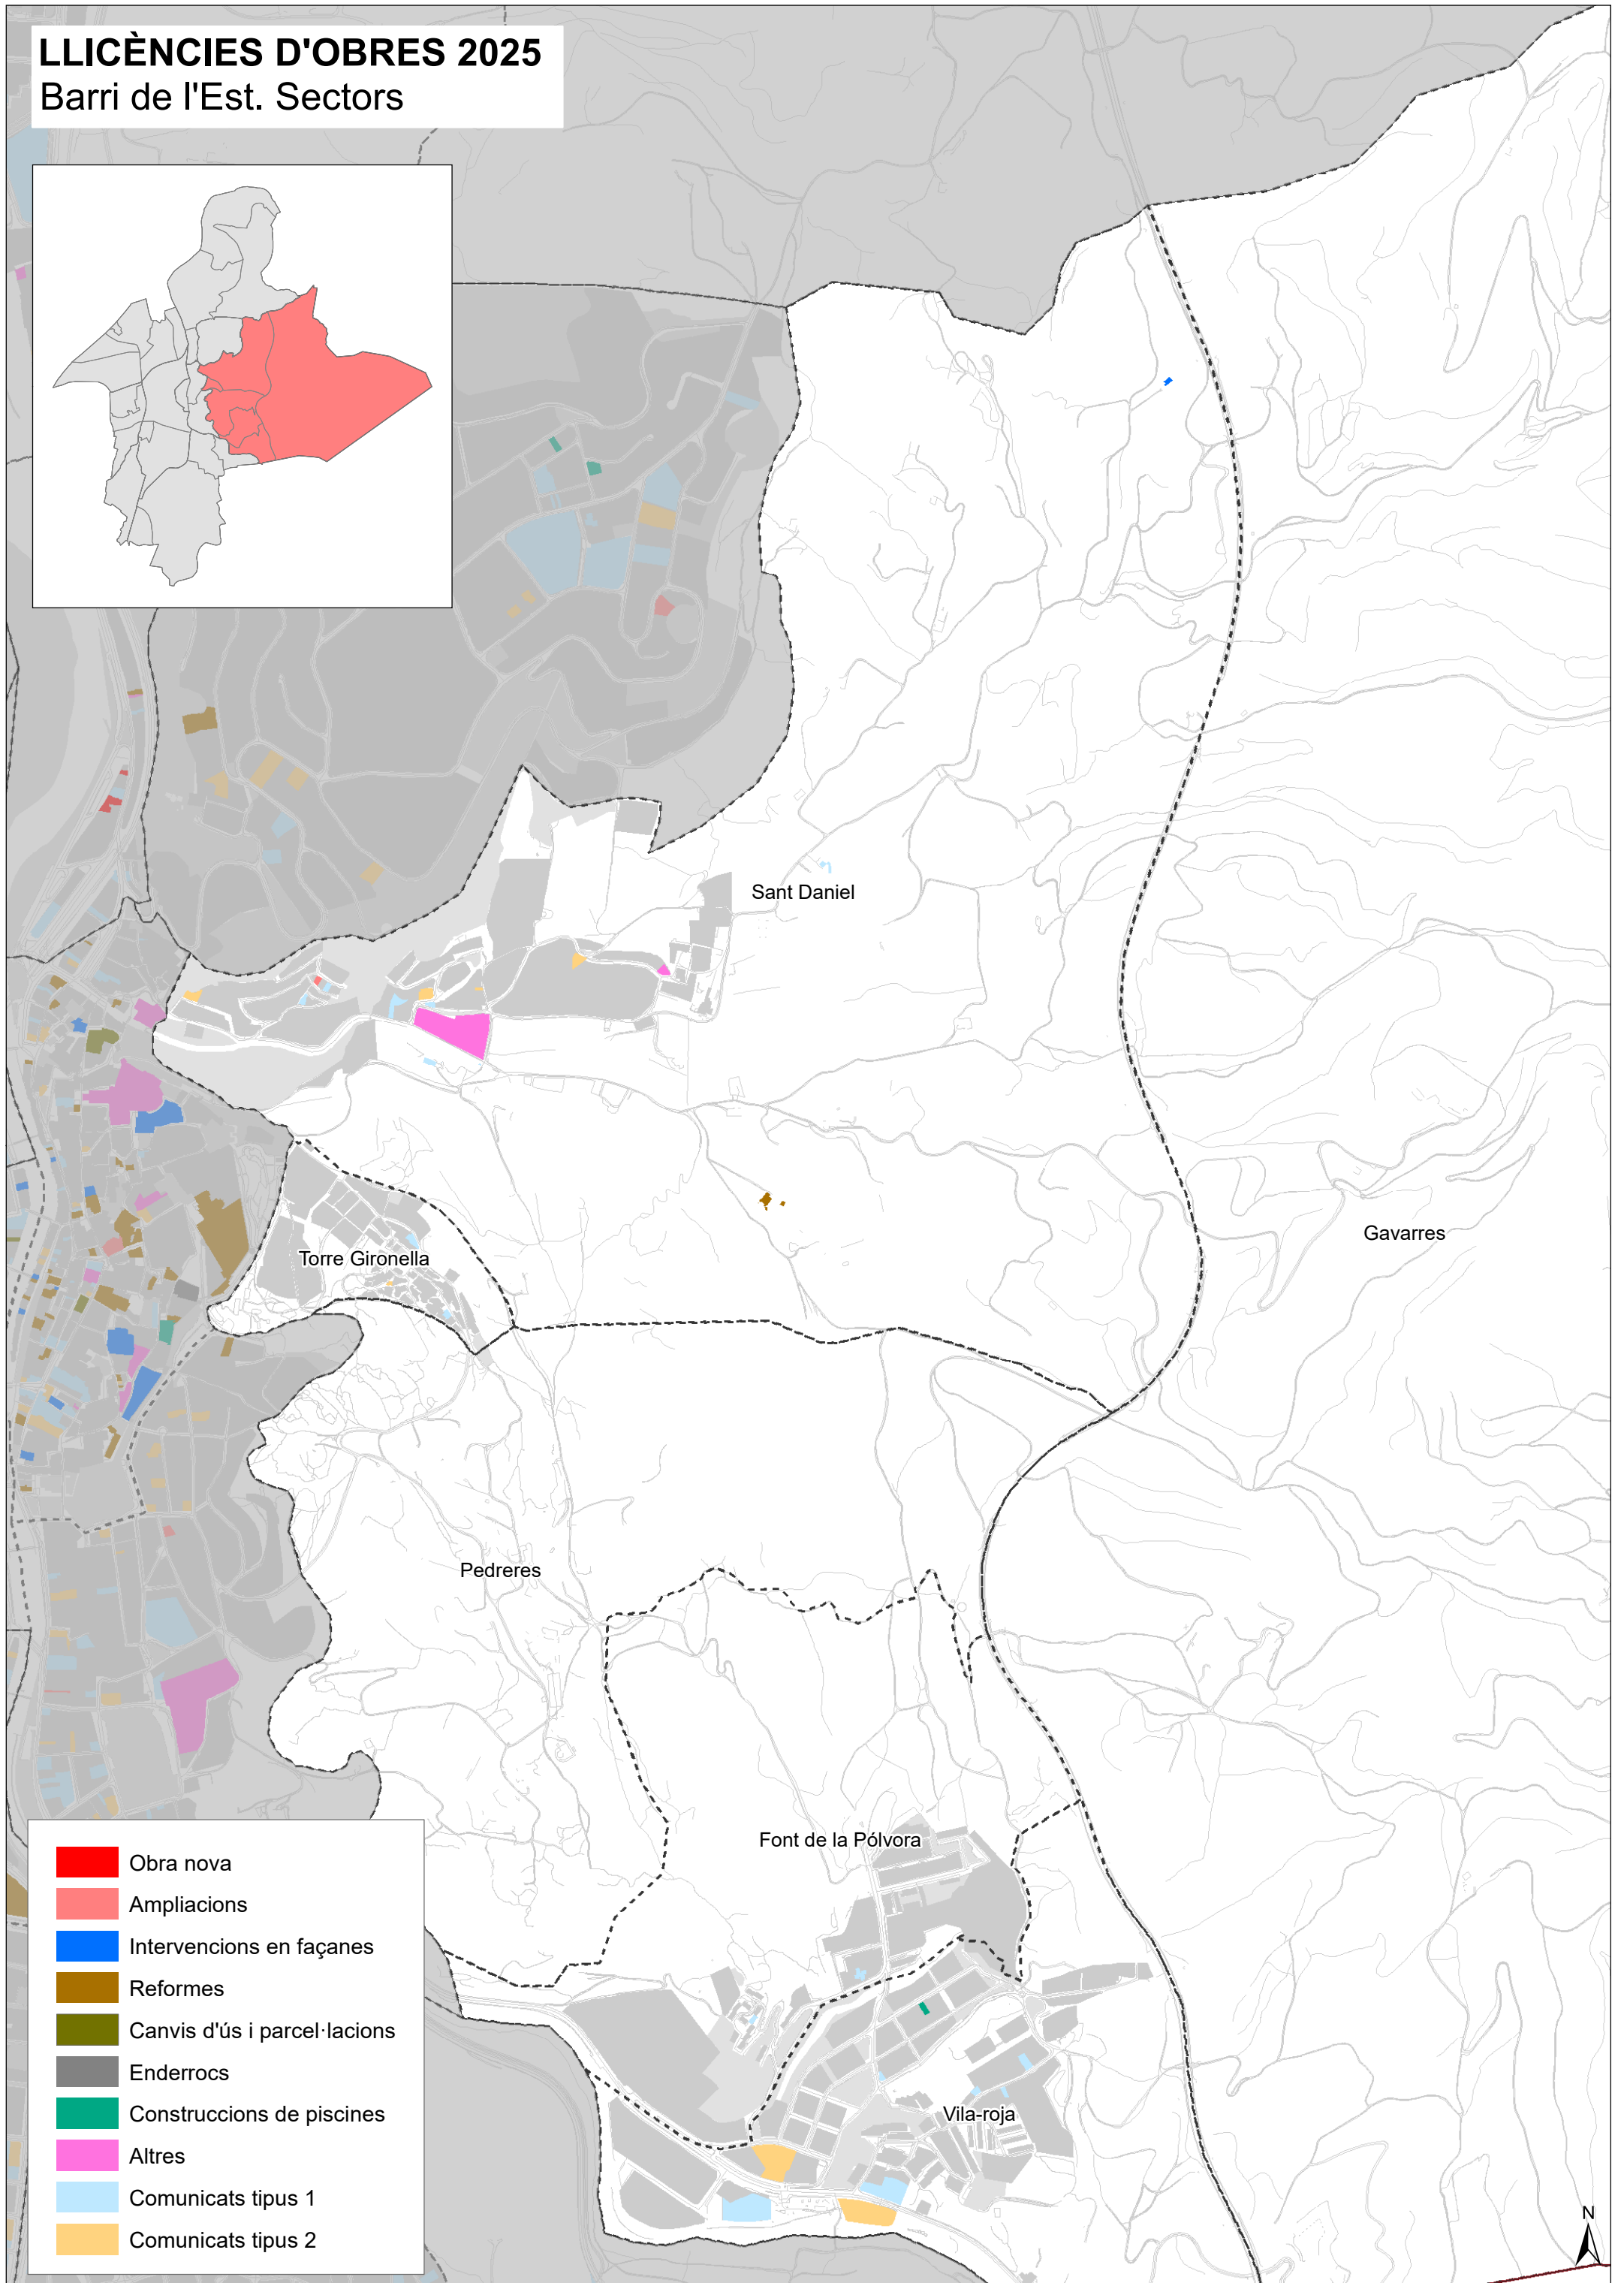 LLICÈNCIES D'OBRES 2025
Barri de l'Est. Sectors
Sant Daniel
Gavarres
Torre Gironella
Pedreres
Font de la Pólvora
Vila-roja
Obra nova
Ampliacions
Intervencions en façanes
Reformes
Canvis d'ús i parcel·lacions
Enderrocs
Construccions de piscines
Altres
Comunicats tipus 1
Comunicats tipus 2
N